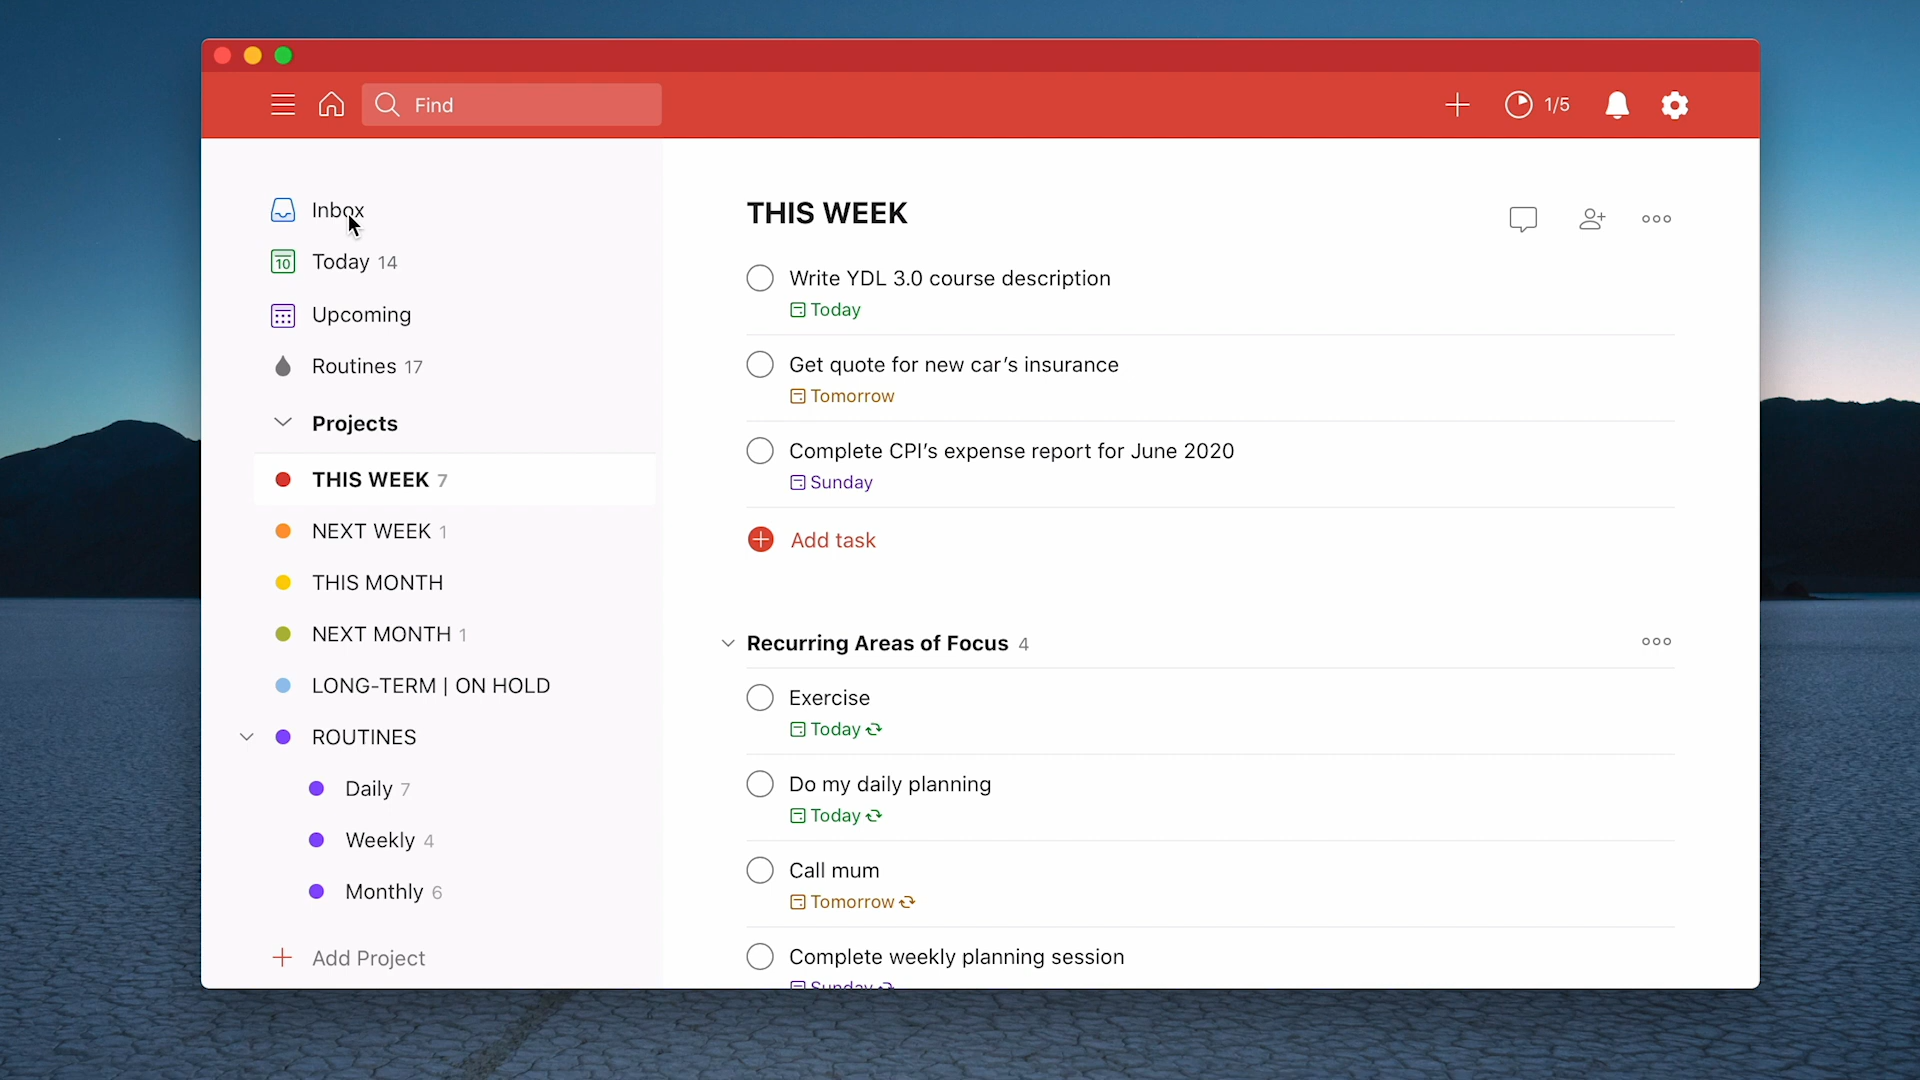 Find
1/5
Inbox
10
Today 14
Upcoming
Routines 17
Projects
THIS WEEK 7
NEXT WEEK 1
THIS MONTH
NEXT MONTH 1
LONG-TERM | ON HOLD
ROUTINES
Daily 7
Weekly 4
Monthly 6
Add Project
THIS WEEK
Write YDL 3.0 course description
Today
Get quote for new car's insurance
Tomorrow
Complete CPI's expense report for June 2020
Sunday
Add task
Recurring Areas of Focus 4
Exercise
Today
Do my daily planning
Today
Call mum
Tomorrow
Complete weekly planning session
Sunday